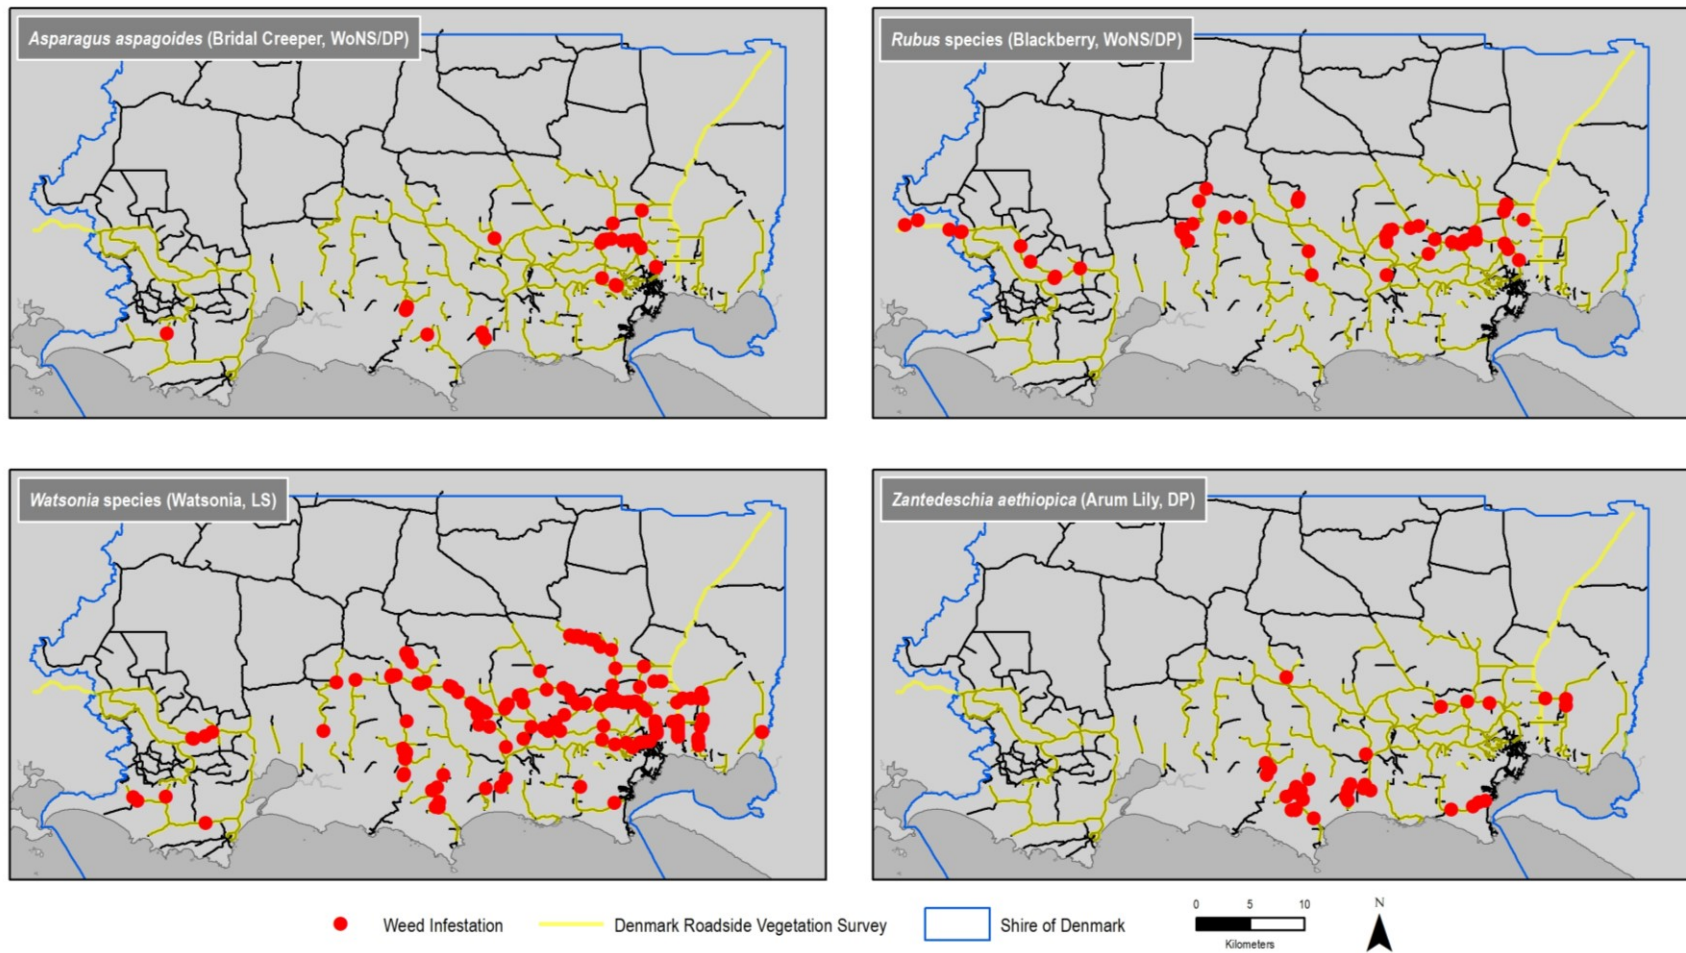 Asparagus aspagoides (Bridal Creeper, WoNS/DP)
Rubus species (Blackberry, WoNS/DP)
Watsonia species (Watsonia, LS)
Zantedeschia aethiopica (Arum Lily, DP)
Weed Infestation
Denmark Roadside Vegetation Survey
Shire of Denmark
0 5 10
Kilometers
N